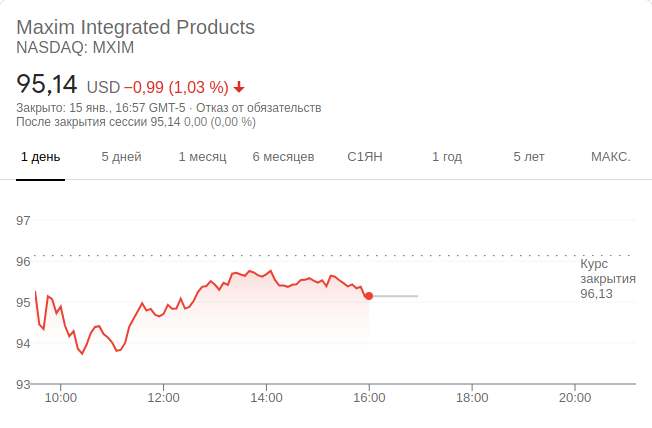 Maxim Integrated Products
NASDAQ: MXIM
95,14 USD −0,99 (1,03 %)
Закрыто: 15 янв., 16:57 GMT-5 · Отказ от обязательств
После закрытия сессии 95,14 0,00 (0,00 %)
1 день 5 дней 1 месяц 6 месяцев С1ЯН 1 год 5 лет МАКС.
97
96
Курс
закрытия
96,13
95
94
93
10:00 12:00 14:00 16:00 18:00 20:00